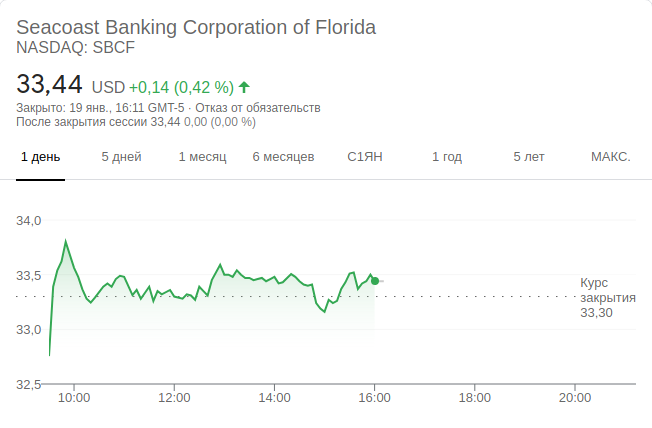 Seacoast Banking Corporation of Florida
NASDAQ: SBCF
33,44 USD +0,14 (0,42 %)
Закрыто: 19 янв., 16:11 GMT-5 · Отказ от обязательств
После закрытия сессии 33,44 0,00 (0,00 %)
1 день 5 дней 1 месяц 6 месяцев С1ЯН 1 год 5 лет МАКС.
34,0
33,5
Курс
закрытия
33,30
33,0
32,5
10:00 12:00 14:00 16:00 18:00 20:00